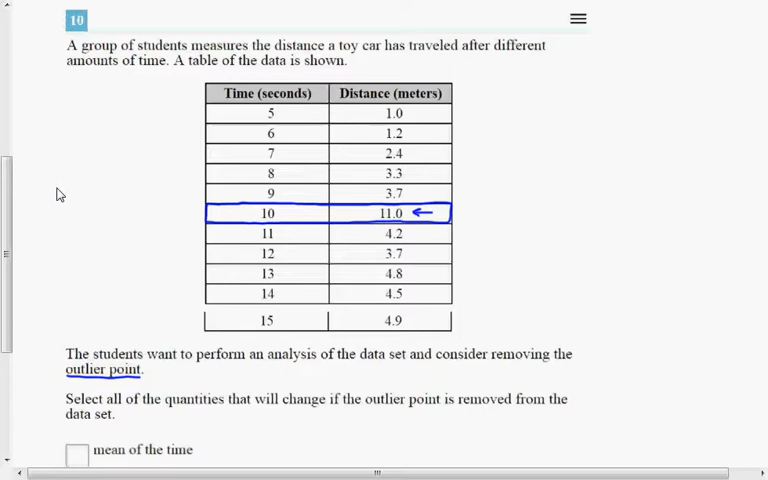 10
A group of students measures the distance a toy car has traveled after different
amounts of time. A table of the data is shown.
Time (seconds) Distance (meters)
5 1.0
6 1.2
7 2.4
8 3.3
9 3.7
10 11.0
11 4.2
12 3.7
13 4.8
14 4.5
15 4.9
The students want to perform an analysis of the data set and consider removing the
outlier point.
Select all of the quantities that will change if the outlier point is removed from the
data set.
mean of the time